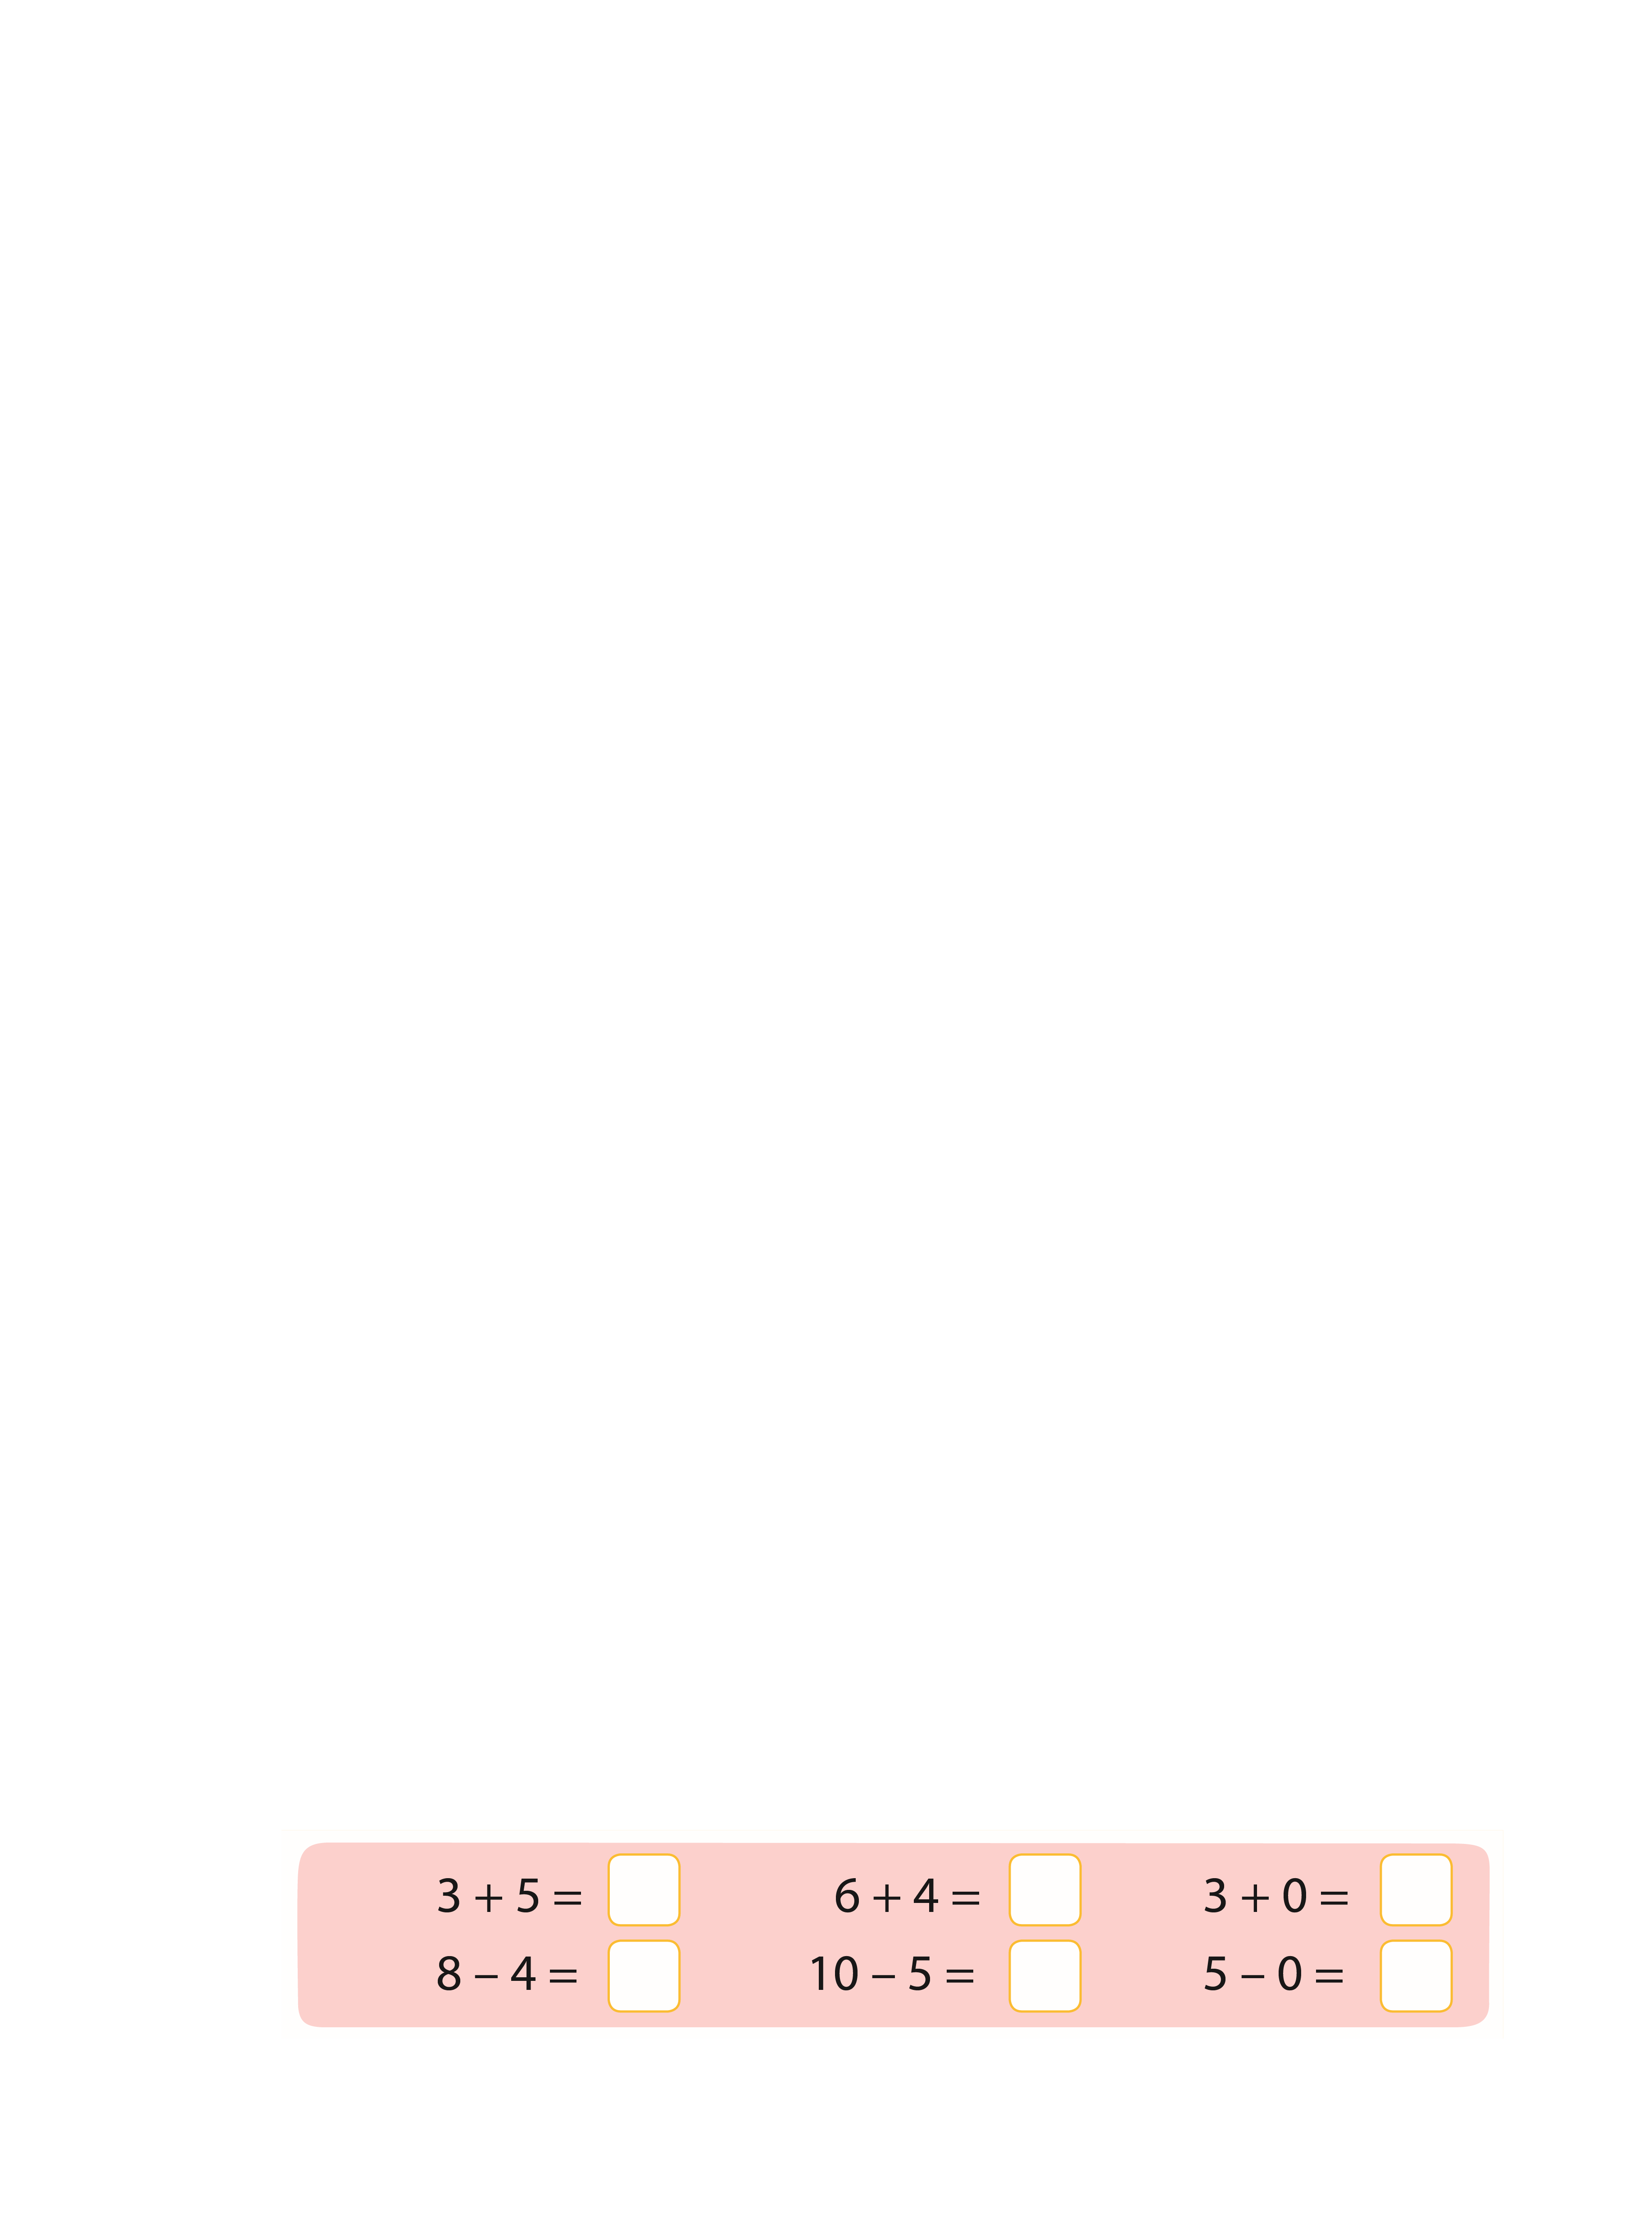 3 + 5 = 6 + 4 = 3 + 0 =
8 – 4 = 10 – 5 = 5 – 0 =